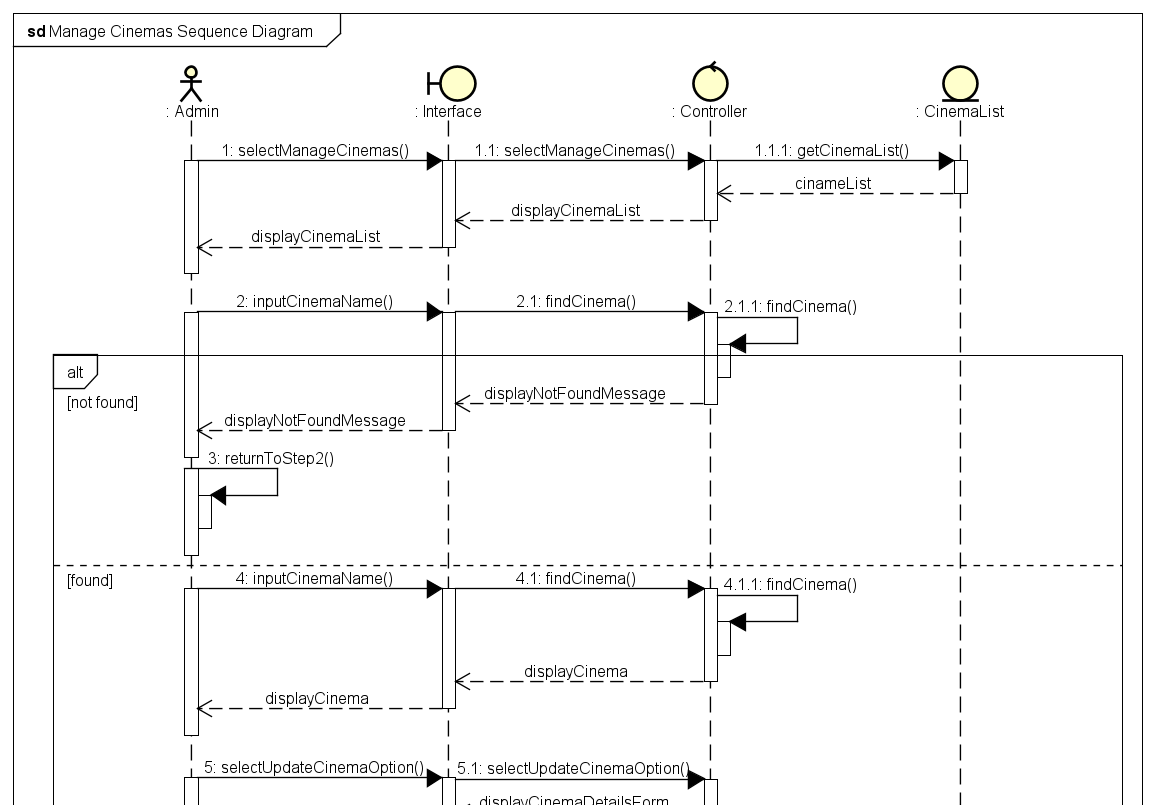 sd Manage Cinemas Sequence Diagram
: Admin
: Interface
: Controller
: CinemaList
1: selectManageCinemas()
1.1: selectManageCinemas()
1.1.1: getCinemaList()
cinameList
displayCinemaList
displayCinemaList
2: inputCinemaName()
2.1: findCinema()
2.1.1: findCinema()
alt
[not found]
displayNotFoundMessage
displayNotFoundMessage
3: returnToStep2()
[found]
4: inputCinemaName()
4.1: findCinema()
4.1.1: findCinema()
displayCinema
displayCinema
5: selectUpdateCinemaOption()
5.1: selectUpdateCinemaOption()
displayCinemaDetailsForm